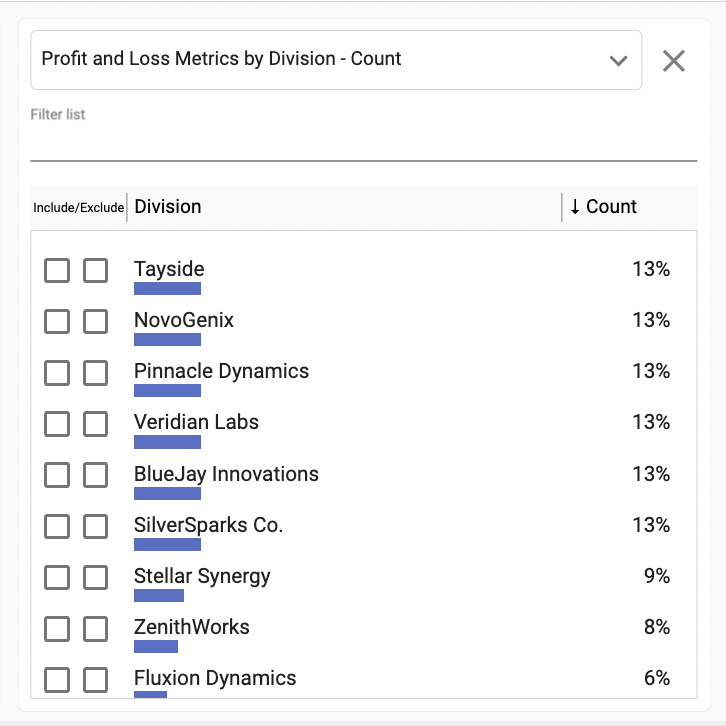 Profit and Loss Metrics by Division - Count
Filter list
Include/Exclude Division ↓ Count
Tayside 13%
NovoGenix 13%
Pinnacle Dynamics 13%
Veridian Labs 13%
BlueJay Innovations 13%
SilverSparks Co. 13%
Stellar Synergy 9%
ZenithWorks 8%
Fluxion Dynamics 6%